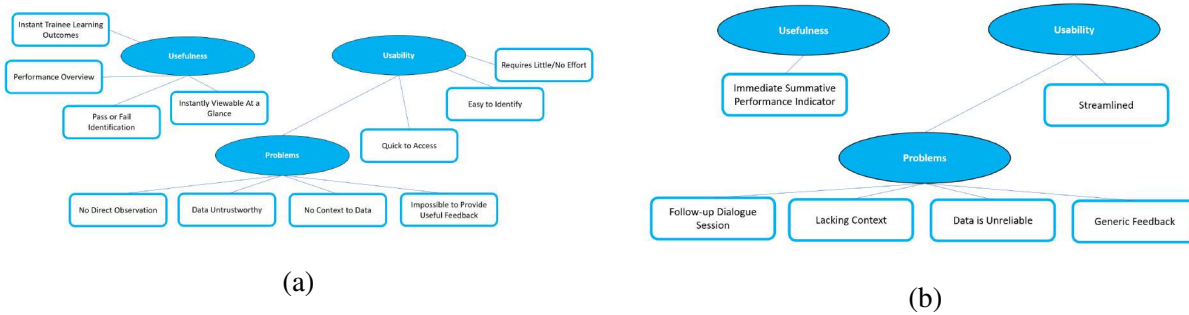 Instant Trainee Learning
Outcomes
Usefulness
Usability
Performance Overview
Requires Little/No Effort
Pass or Fail
Identification
Instantly Viewable At a
Glance
Easy to Identify
Problems
Quick to Access
No Direct Observation
Data Untrustworthy
No Context to Data
Impossible to Provide
Useful Feedback
(a)
Usefulness
Usability
Immediate Summative
Performance Indicator
Streamlined
Problems
Follow-up Dialogue
Session
Lacking Context
Data is Unreliable
Generic Feedback
(b)